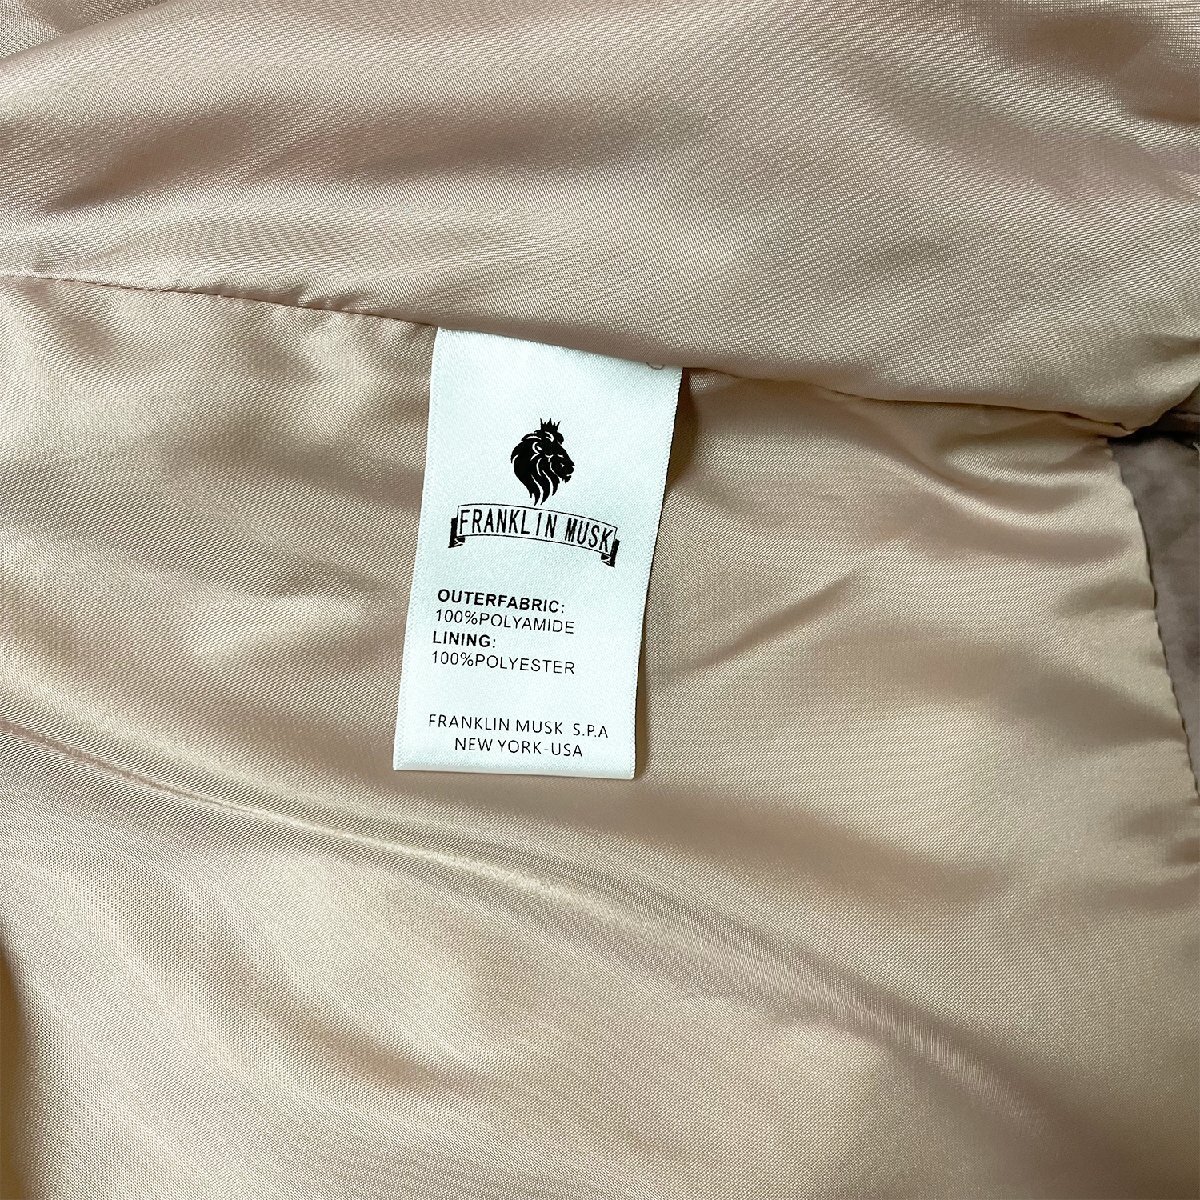 FRANKLIN MUSK
OUTERFABRIC:
100%POLYAMIDE
LINING:
100%POLYESTER
FRANKLIN MUSK S.P.A
NEW YORK-USA